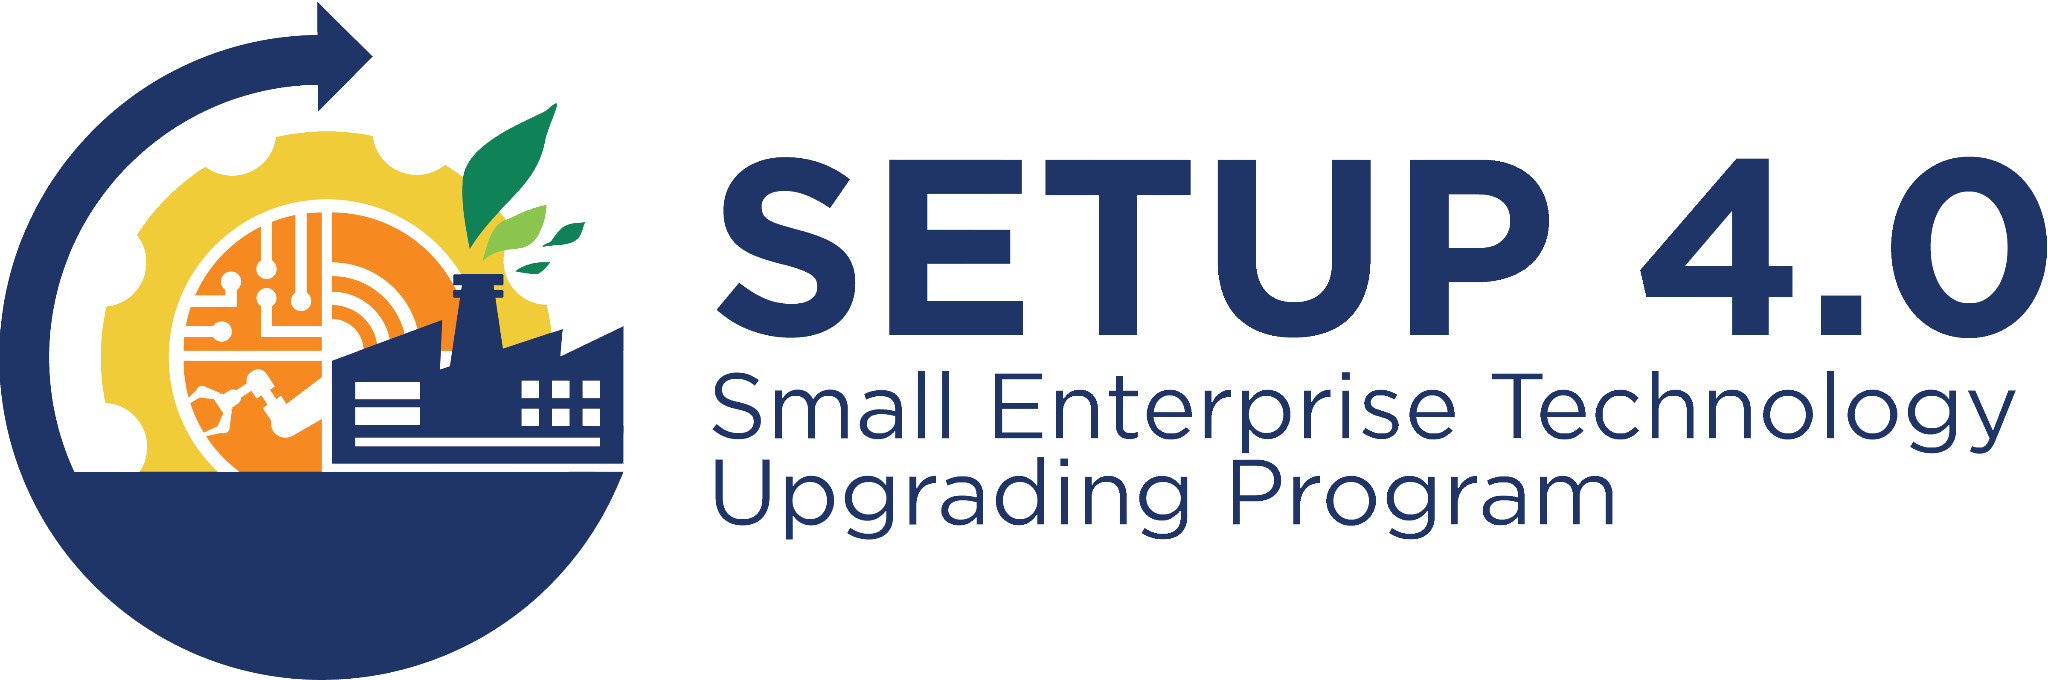 SETUP 4.0
Small Enterprise Technology
Upgrading Program